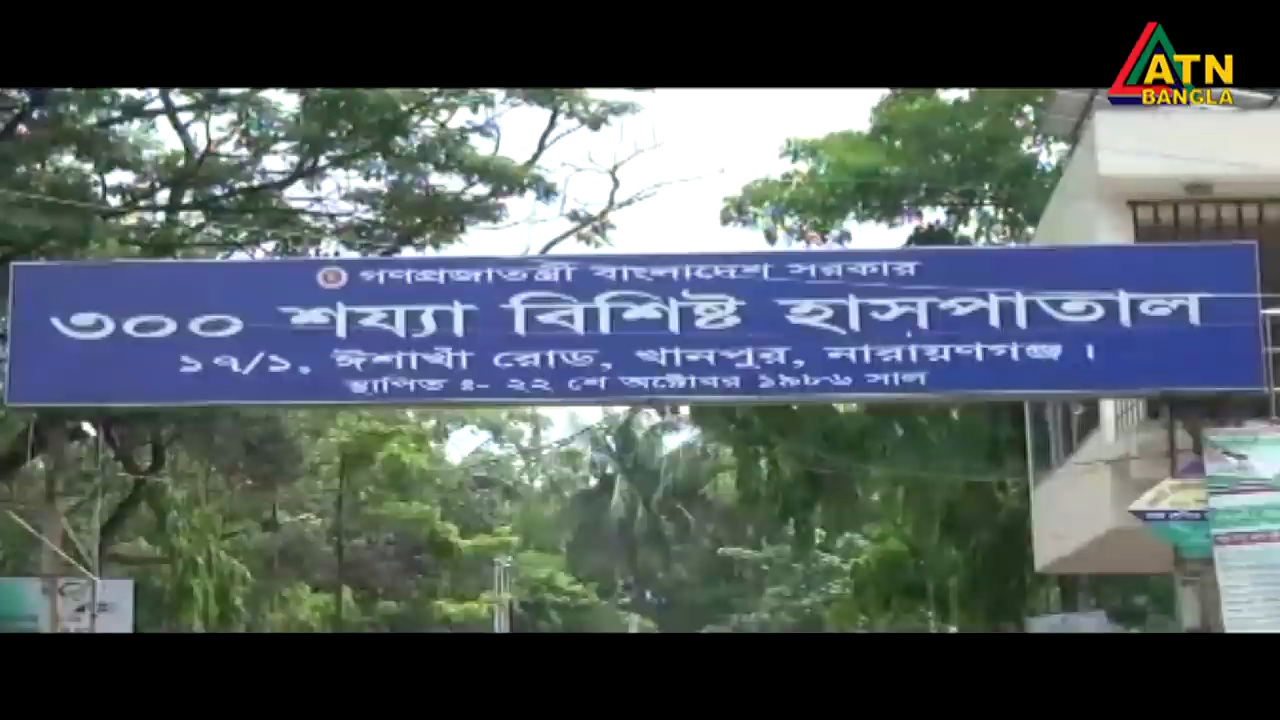 ATN
BANGLA
গণপ্রজাতন্ত্রী বাংলাদেশ সরকার
৩০০ শয্যা বিশিষ্ট হাসপাতাল
১৭/১, ঈশাখাঁ রোড, খানপুর, নারায়ণগঞ্জ ।
স্থাপিত ঃ- ২২ শে অক্টোবর ১৯৮৬ সাল